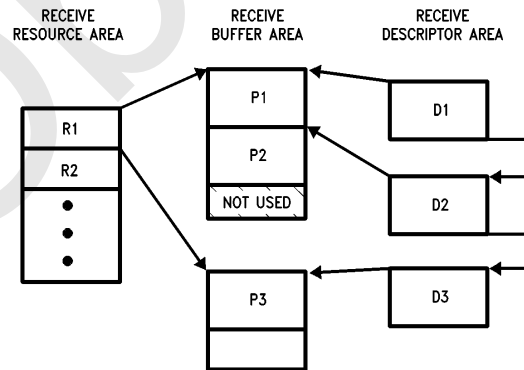 RECEIVE
RESOURCE AREA
RECEIVE
BUFFER AREA
RECEIVE
DESCRIPTOR AREA
R1
R2
P1
P2
NOT USED
P3
D1
D2
D3